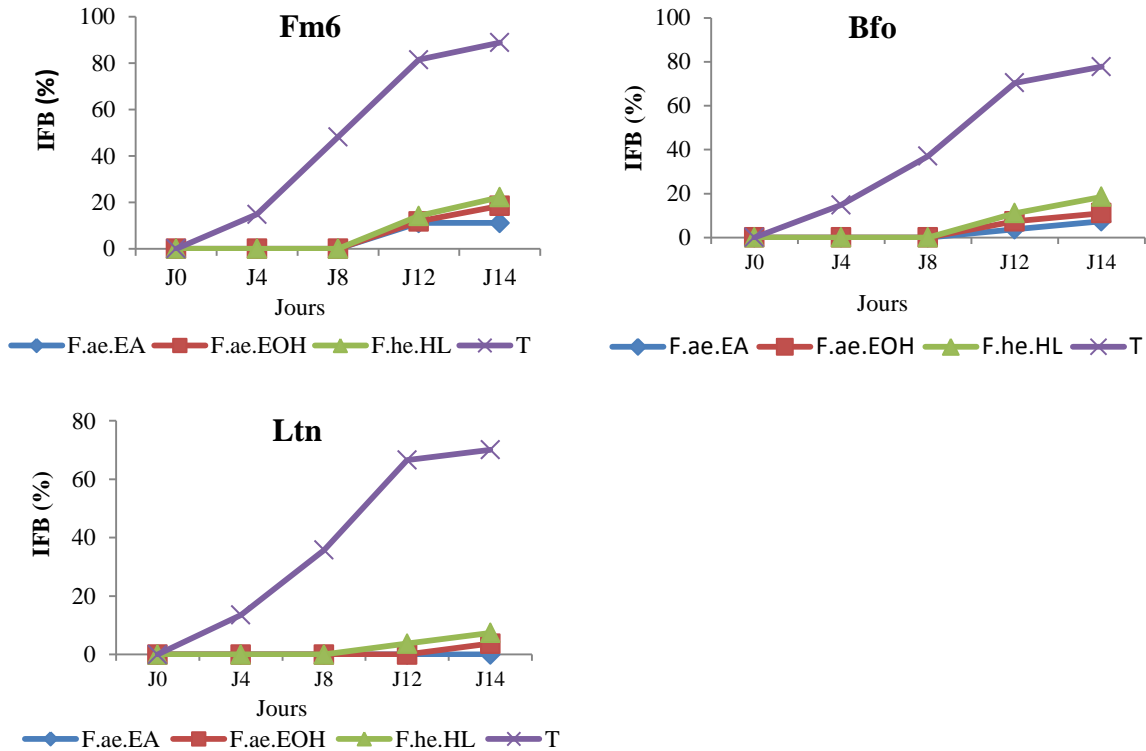 Fm6
IFB (%)
100
80
60
40
20
0
J0 J4 J8 J12 J14
Jours
F.ae.EA F.ae.EOH F.he.HL T
Bfo
IFB (%)
100
80
60
40
20
0
J0 J4 J8 J12 J14
Jours
F.ae.EA F.ae.EOH F.he.HL T
Ltn
IFB (%)
80
60
40
20
0
J0 J4 J8 J12 J14
Jours
F.ae.EA F.ae.EOH F.he.HL T